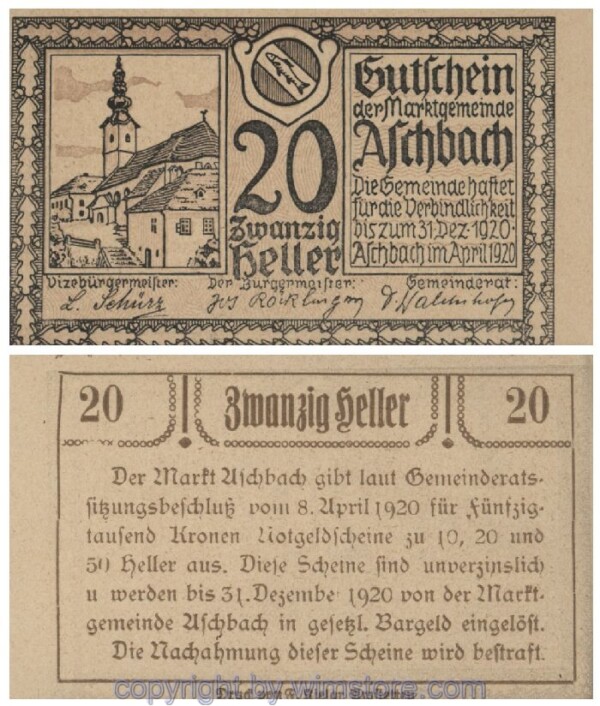 Gutschein
der Marktgemeinde
Aschbach
Die Gemeinde haftet
für die Verbindlichkeit
bis zum 31. Dez. 1920.
Aschbach im April 1920
20
Zwanzig
Heller
Vizebürgermeister: Der Bürgermeister: Gemeinderat:
L. Schürz
20 Zwanzig Heller 20
Der Markt Aschbach gibt laut Gemeinderats-
sitzungsbeschluß vom 8. April 1920 für Fünfzig-
tausend Kronen Notgeldscheine zu 10, 20 und
50 Heller aus. Diese Scheine sind unverzinslich
u werden bis 31. Dezembe 1920 von der Markt-
gemeinde Aschbach in gesetzl. Bargeld eingelöst.
Die Nachahmung dieser Scheine wird bestraft.
Druck von
copyright by wimstore.com